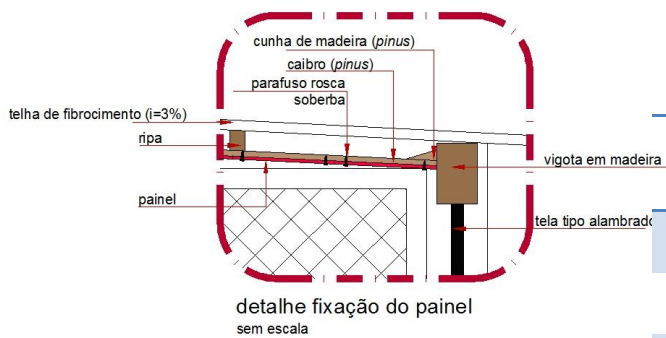 cunha de madeira (pinus)
caibro (pinus)
parafuso rosca
soberba
telha de fibrocimento (i=3%)
ripa
vigota em madeira
painel
tela tipo alambrado
detalhe fixação do painel
sem escala